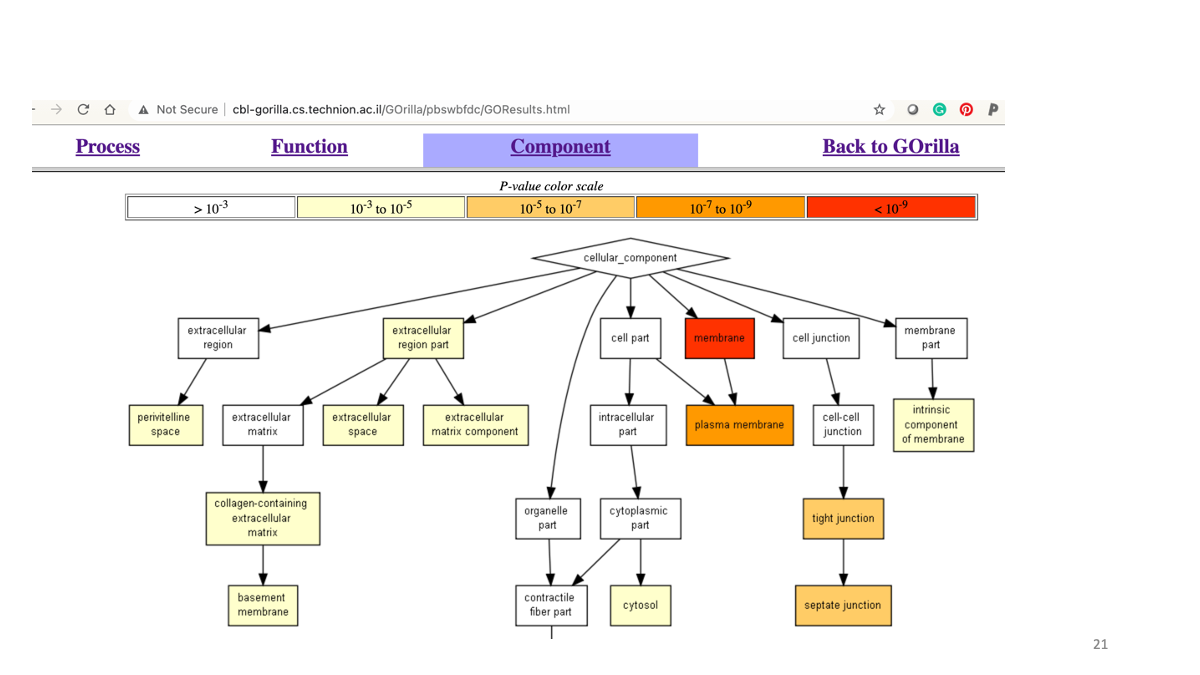 Not Secure | cbl-gorilla.cs.technion.ac.il/GOrilla/pbswbfdc/GOResults.html
Process Function Component Back to GOrilla
P-value color scale
> 10⁻³ 10⁻³ to 10⁻⁵ 10⁻⁵ to 10⁻⁷ 10⁻⁷ to 10⁻⁹ < 10⁻⁹
cellular_component
extracellular
region
extracellular
region part
cell part
membrane
cell junction
membrane
part
perivitelline
space
extracellular
matrix
extracellular
space
extracellular
matrix component
intracellular
part
plasma membrane
cell-cell
junction
intrinsic
component
of membrane
collagen-containing
extracellular
matrix
organelle
part
cytoplasmic
part
tight junction
basement
membrane
contractile
fiber part
cytosol
septate junction
21